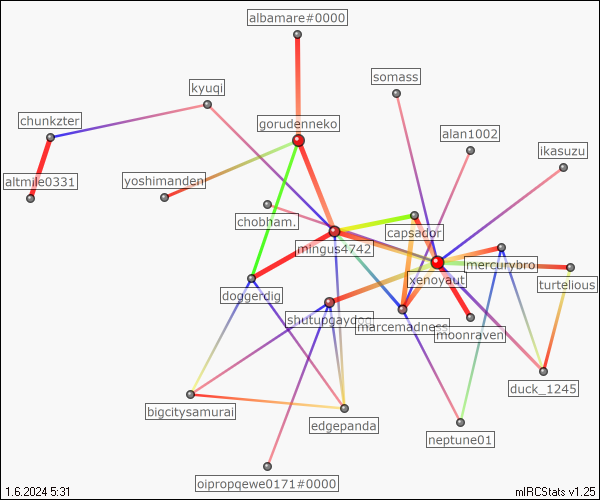 albamare#0000
somass
kyuqi
chunkzter
gorudenneko
alan1002
ikasuzu
altmile0331
yoshimanden
chobham.
capsador
mingus4742
mercurybro
xenoyaut
turtelious
doggerdig
shutupgaydog
marcemadness
moonraven
duck_1245
bigcitysamurai
edgepanda
neptune01
oipropqewe0171#0000
1.6.2024 5:31
mIRCStats v1.25